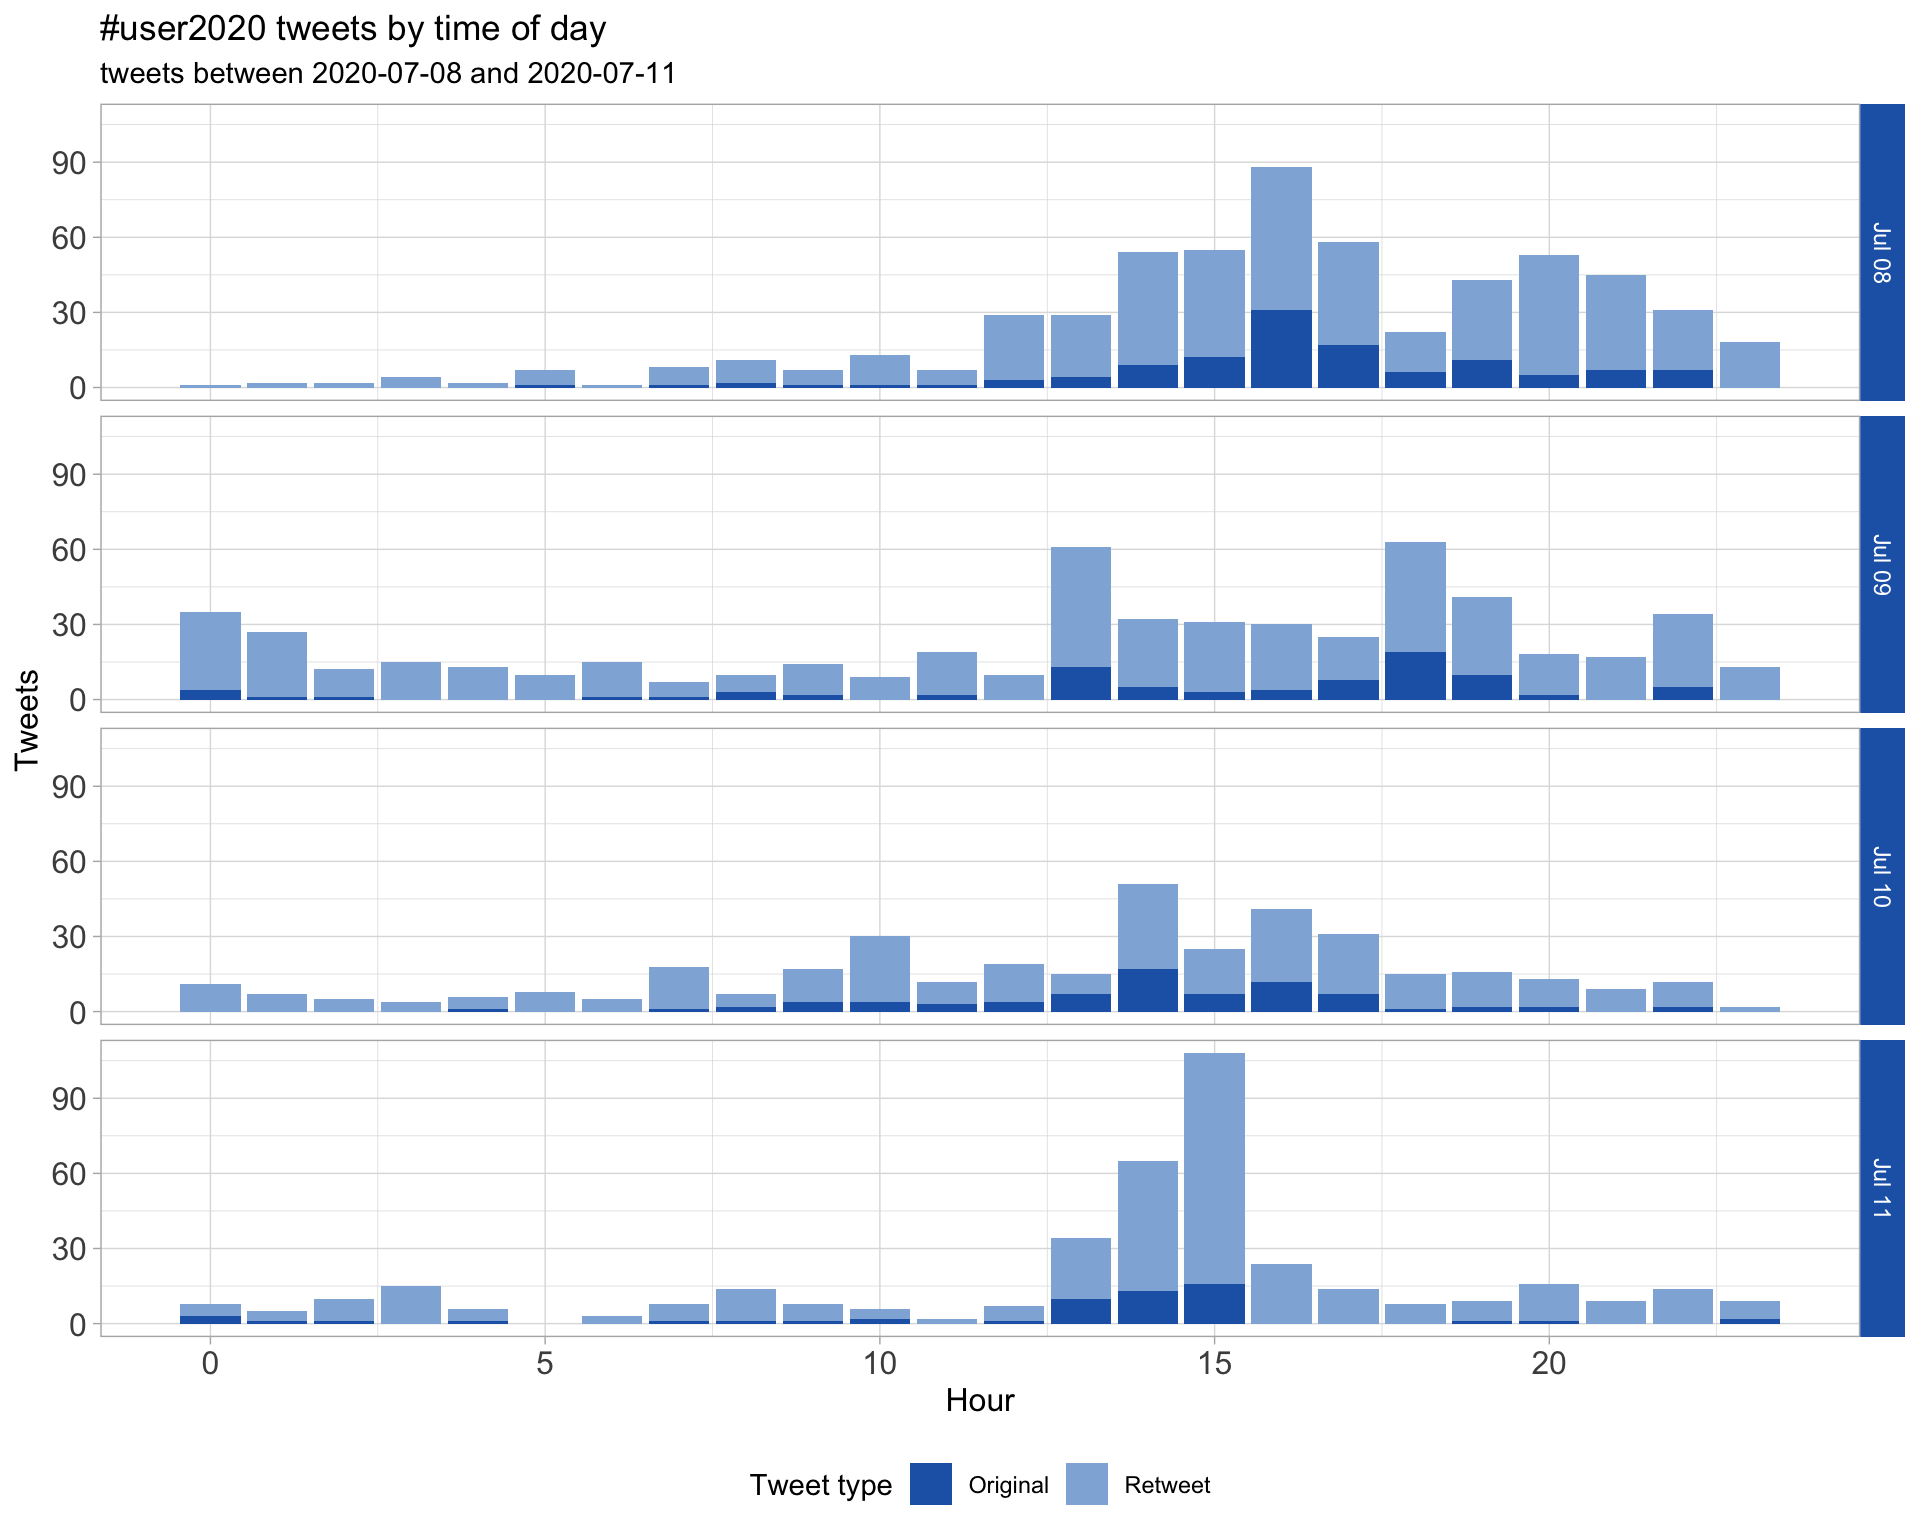 #user2020 tweets by time of day
tweets between 2020-07-08 and 2020-07-11
90
60
30
0
Jul 08
90
60
30
0
Jul 09
Tweets
90
60
30
0
Jul 10
90
60
30
0
Jul 11
0 5 10 15 20
Hour
Tweet type Original Retweet